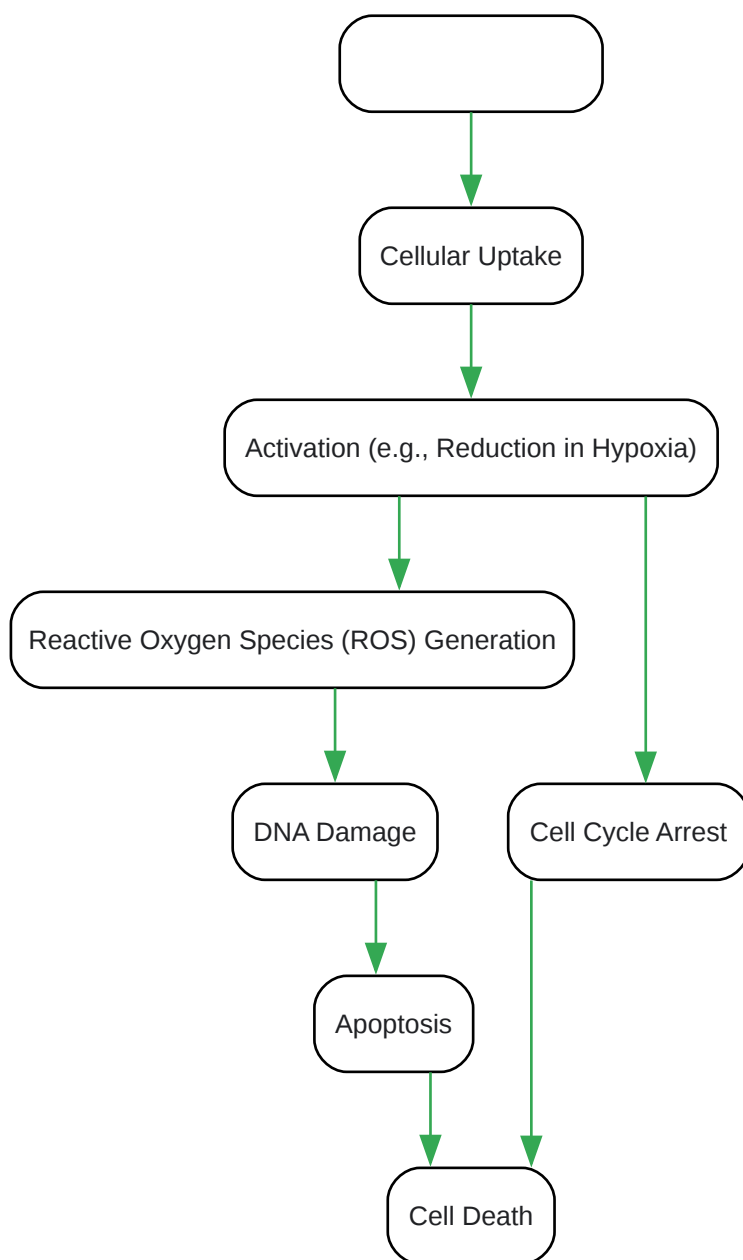 Cellular Uptake
Activation (e.g., Reduction in Hypoxia)
Reactive Oxygen Species (ROS) Generation
DNA Damage
Cell Cycle Arrest
Apoptosis
Cell Death